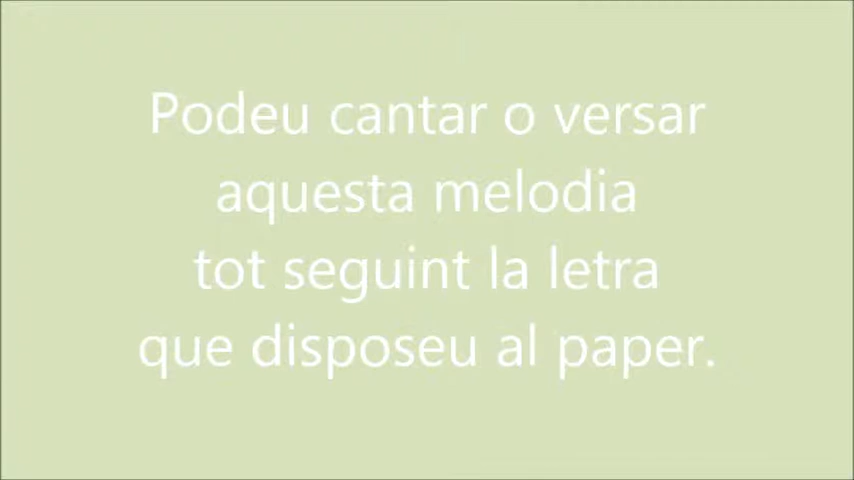 Podeu cantar o versar
aquesta melodia
tot seguint la letra
que disposeu al paper.